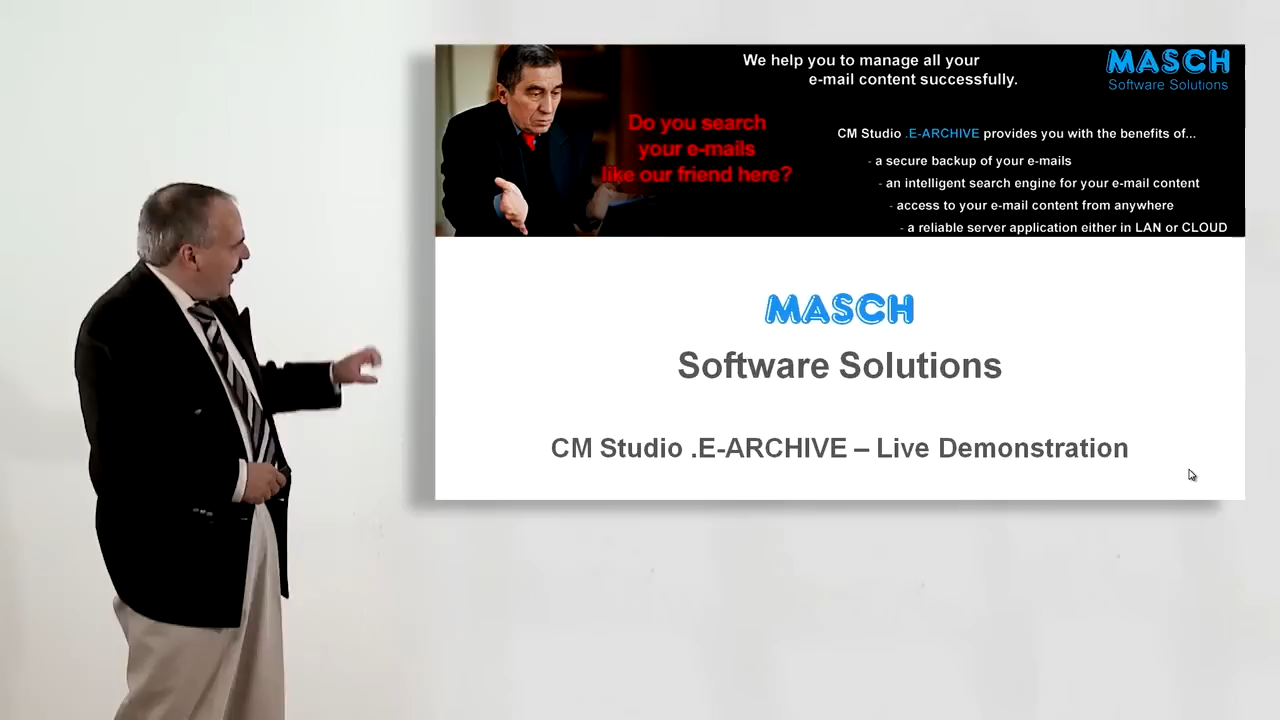 We help you to manage all your
e-mail content successfully.
MASCH
Software Solutions
Do you search
your e-mails
like our friend here?
CM Studio .E-ARCHIVE provides you with the benefits of...
- a secure backup of your e-mails
- an intelligent search engine for your e-mail content
- access to your e-mail content from anywhere
- a reliable server application either in LAN or CLOUD
MASCH
Software Solutions
CM Studio .E-ARCHIVE – Live Demonstration